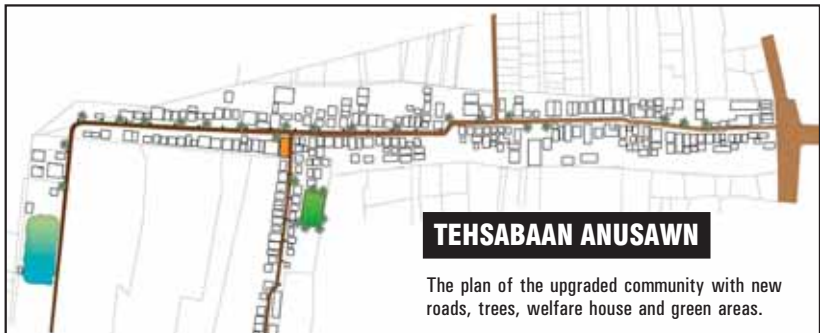 TEHSABAAN ANUSAWN
The plan of the upgraded community with new
roads, trees, welfare house and green areas.